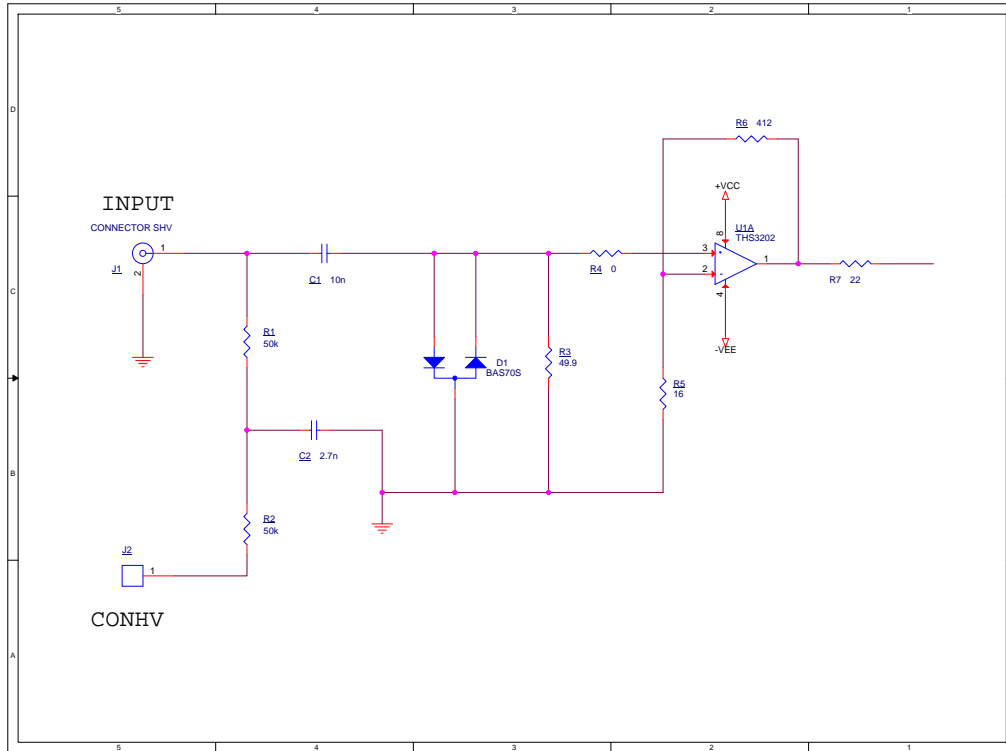 5 4 3 2 1
D
C
B
A
R6 412
+VCC
INPUT
CONNECTOR SHV
1
2
J1
C1 10n
R4 0
3
2
8
4
1
U1A
THS3202
+
-
R7 22
-VEE
R1
50k
D1
BAS70S
R3
49.9
R5
16
C2 2.7n
R2
50k
J2
1
CONHV
5 4 3 2 1